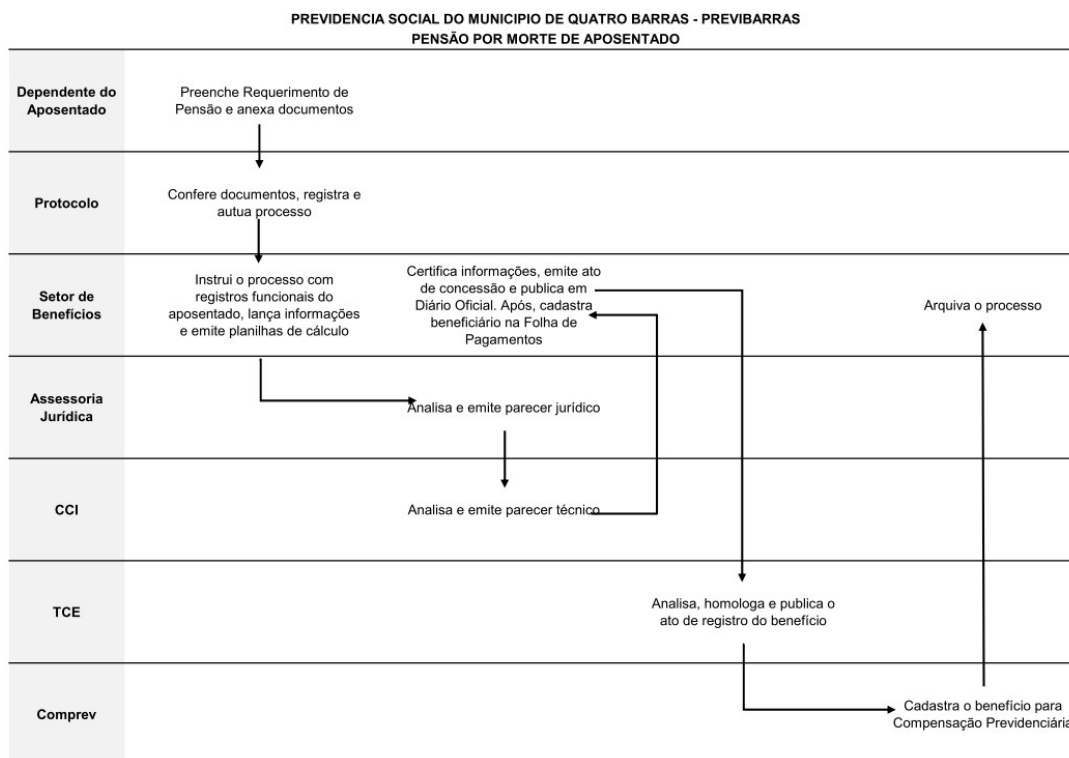 PREVIDENCIA SOCIAL DO MUNICIPIO DE QUATRO BARRAS - PREVIBARRAS
PENSÃO POR MORTE DE APOSENTADO
Dependente do
Aposentado
Preenche Requerimento de
Pensão e anexa documentos
Protocolo
Confere documentos, registra e
autua processo
Setor de
Benefícios
Instrui o processo com
registros funcionais do
aposentado, lança informações
e emite planilhas de cálculo
Certifica informações, emite ato
de concessão e publica em
Diário Oficial. Após, cadastra
beneficiário na Folha de
Pagamentos
Arquiva o processo
Assessoria
Jurídica
Analisa e emite parecer jurídico
CCI
Analisa e emite parecer técnico
TCE
Analisa, homologa e publica o
ato de registro do benefício
Comprev
Cadastra o benefício para
Compensação Previdenciária